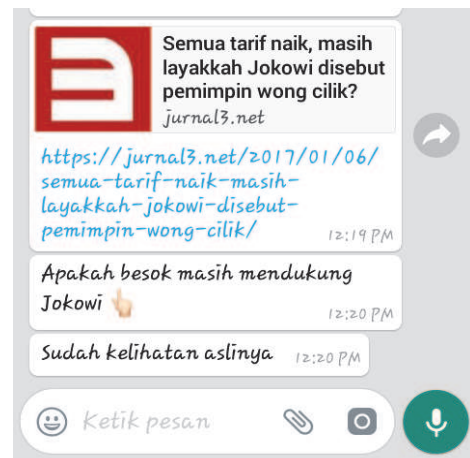 Semua tarif naik, masih
layakkah Jokowi disebut
pemimpin wong cilik?
jurnal3.net
https://jurnal3.net/2017/01/06/
semua-tarif-naik-masih-
layakkah-jokowi-disebut-
pemimpin-wong-cilik/
12:19 PM
Apakah besok masih mendukung
Jokowi 👆🏻
12:20 PM
Sudah kelihatan aslinya 12:20 PM
Ketik pesan